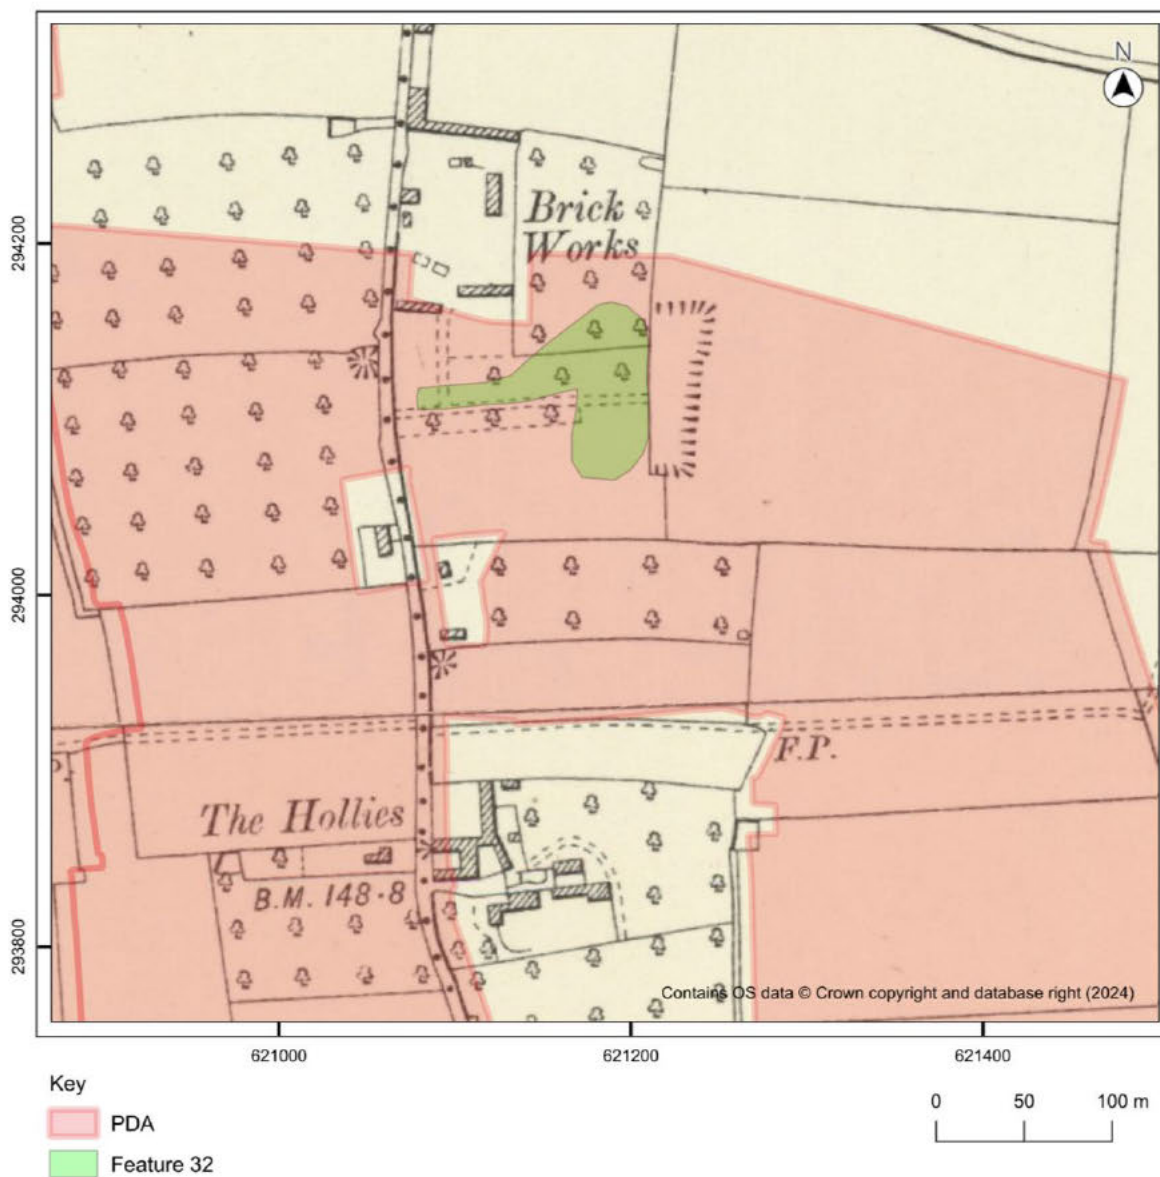 N
Brick
Works
294200
294000
F.P.
The Hollies
B.M. 148·8
293800
Contains OS data © Crown copyright and database right (2024)
621000
621200
621400
Key
PDA
Feature 32
0 50 100 m